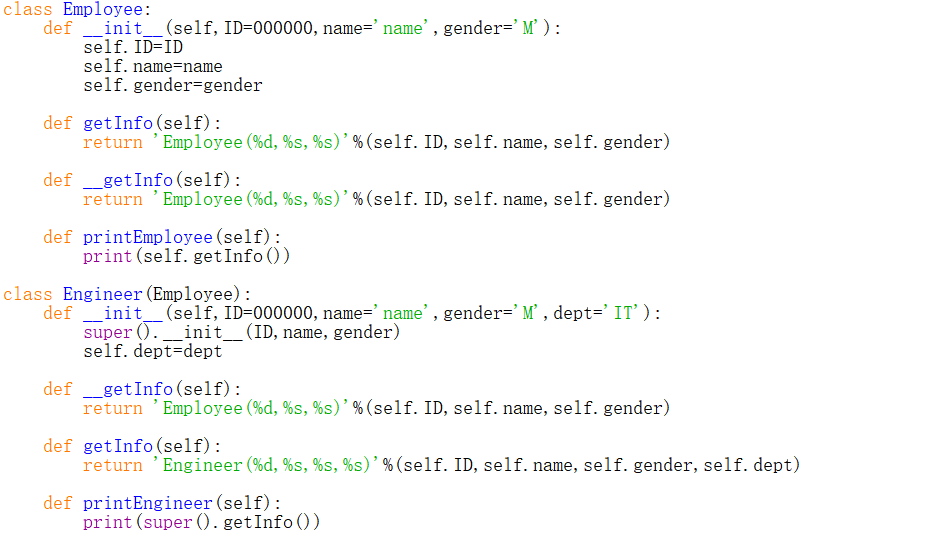 class Employee:
    def __init__(self,ID=000000,name='name',gender='M'):
        self.ID=ID
        self.name=name
        self.gender=gender

    def getInfo(self):
        return 'Employee(%d,%s,%s)'%(self.ID,self.name,self.gender)

    def __getInfo(self):
        return 'Employee(%d,%s,%s)'%(self.ID,self.name,self.gender)

    def printEmployee(self):
        print(self.getInfo())

class Engineer(Employee):
    def __init__(self,ID=000000,name='name',gender='M',dept='IT'):
        super().__init__(ID,name,gender)
        self.dept=dept

    def __getInfo(self):
        return 'Employee(%d,%s,%s)'%(self.ID,self.name,self.gender)

    def getInfo(self):
        return 'Engineer(%d,%s,%s,%s)'%(self.ID,self.name,self.gender,self.dept)

    def printEngineer(self):
        print(super().getInfo())